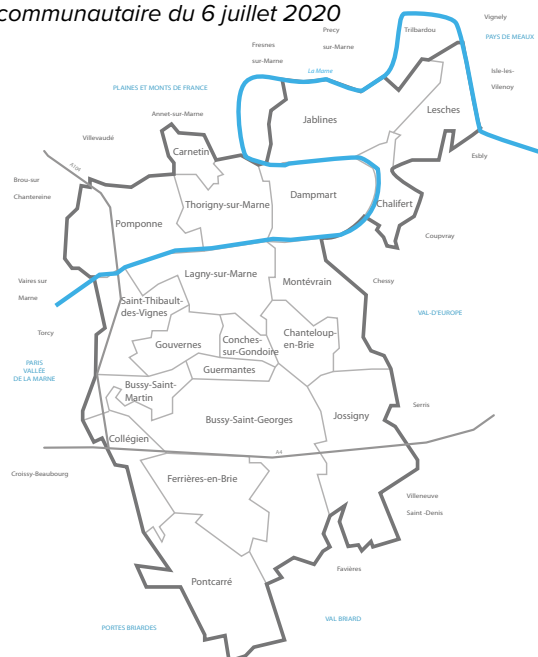 communautaire du 6 juillet 2020
Vignely
Trilbardou
Precy
sur-Marne
Fresnes
sur-Marne
PAYS DE MEAUX
La Marne
Isle-les-
Vilenoy
PLAINES ET MONTS DE FRANCE
Annet-sur-Marne
Lesches
Jablines
Villevaudé
Carnetin
Esbly
A104
Brou-sur
Chantereine
Dampmart
Chalifert
Thorigny-sur-Marne
Pomponne
Coupvray
Lagny-sur-Marne
Vaires sur
Marne
Montévrain
Chessy
Saint-Thibault-
des-Vignes
VAL-D'EUROPE
Torcy
Chanteloup-
en-Brie
Gouvernes
Conches-
sur-Gondoire
PARIS
VALLÉE
DE LA MARNE
Guermantes
Bussy-Saint-
Martin
Serris
Bussy-Saint-Georges
Jossigny
Collégien
A4
Croissy-Beaubourg
Ferrières-en-Brie
Villeneuve
Saint -Denis
Favières
Pontcarré
VAL BRIARD
PORTES BRIARDES